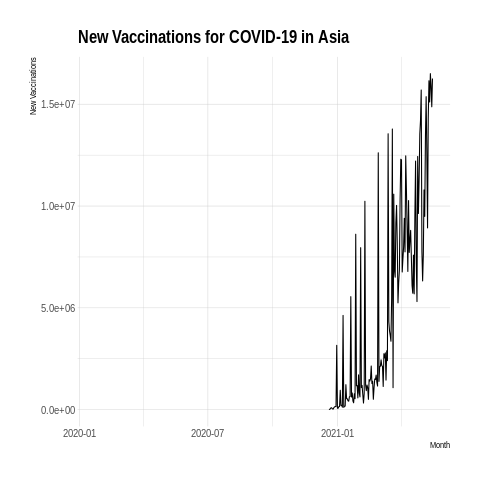 New Vaccinations for COVID-19 in Asia
New Vaccinations
1.5e+07
1.0e+07
5.0e+06
0.0e+00
2020-01 2020-07 2021-01
Month